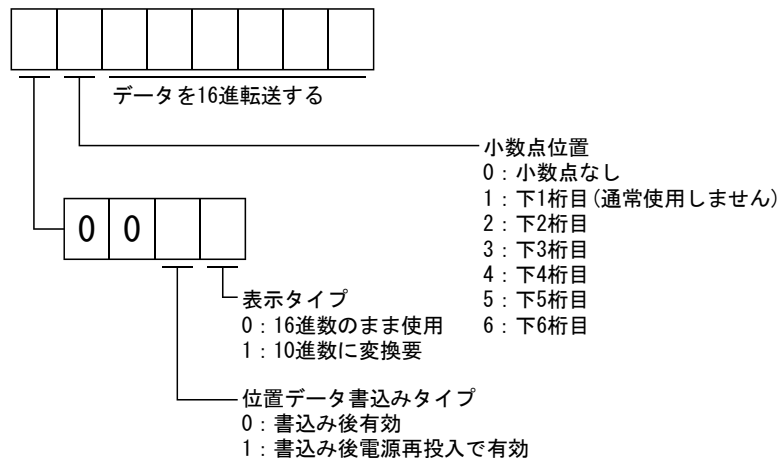 データを16進転送する
小数点位置
0：小数点なし
1：下1桁目(通常使用しません)
2：下2桁目
3：下3桁目
4：下4桁目
5：下5桁目
6：下6桁目
0 0
表示タイプ
0：16進数のまま使用
1：10進数に変換要
位置データ書込みタイプ
0：書込み後有効
1：書込み後電源再投入で有効